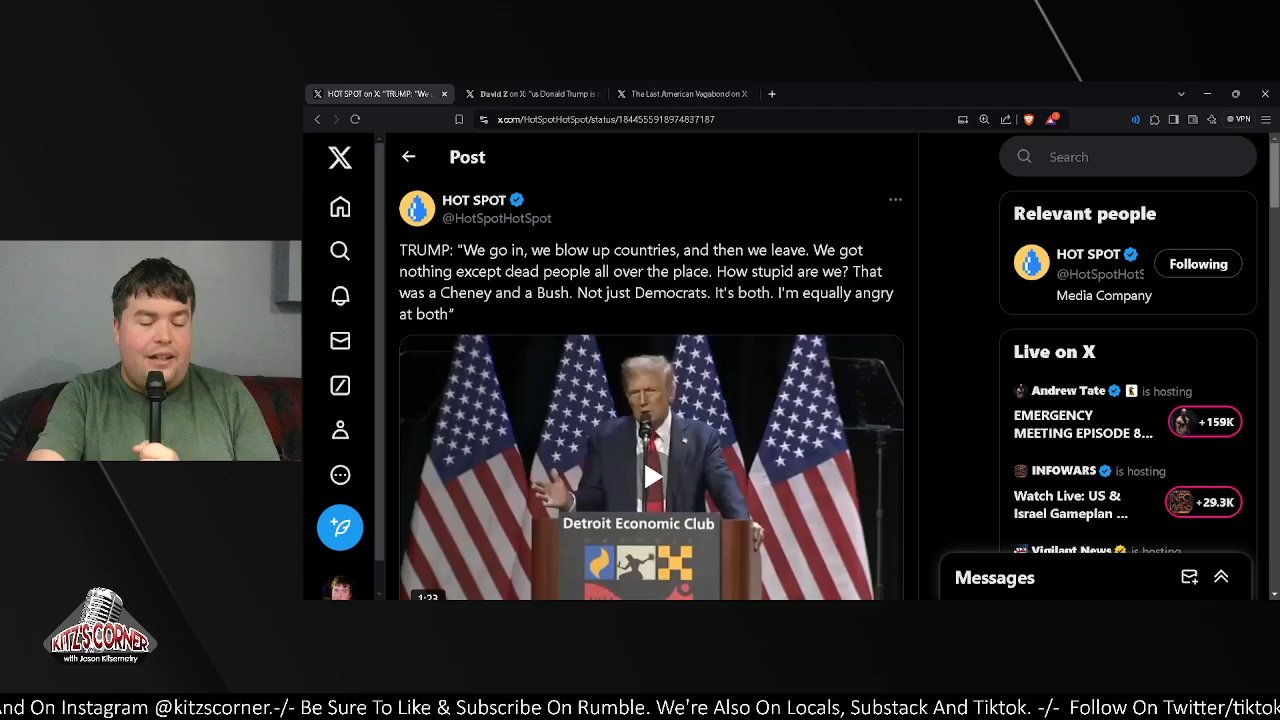 HOT SPOT on X: "TRUMP: "We
David Z on X: "us Donald Trump is
The Last American Vagabond on X
x.com/HotSpotHotSpot/status/1844555918974837187
VPN
Post
Search
HOT SPOT
@HotSpotHotSpot
TRUMP: "We go in, we blow up countries, and then we leave. We got
nothing except dead people all over the place. How stupid are we? That
was a Cheney and a Bush. Not just Democrats. It's both. I'm equally angry
at both"
Detroit Economic Club
1:23
Relevant people
HOT SPOT
@HotSpotHotS
Following
Media Company
Live on X
Andrew Tate is hosting
EMERGENCY
MEETING EPISODE 8...
+159K
INFOWARS is hosting
Watch Live: US &
Israel Gameplan ...
+29.3K
Vigilant News is hosting
Messages
KITZ'S CORNER
with Jason Kitsemetry
And On Instagram @kitzscorner.-/- Be Sure To Like & Subscribe On Rumble. We're Also On Locals, Substack And Tiktok. -/- Follow On Twitter/tiktok